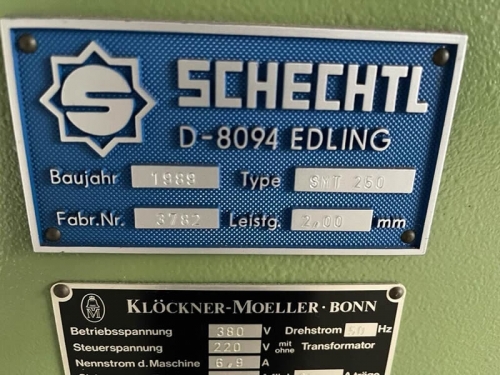 S
SCHECHTL
D-8094 EDLING
Baujahr 1989 Type SMT 250
Fabr.Nr. 3782 Leistg. 2.00 mm
KLÖCKNER-MOELLER·BONN
Betriebsspannung 380 V Drehstrom 50 Hz
Steuerspannung 220 V mit ohne Transformator
Nennstrom d. Maschine 6,9 A